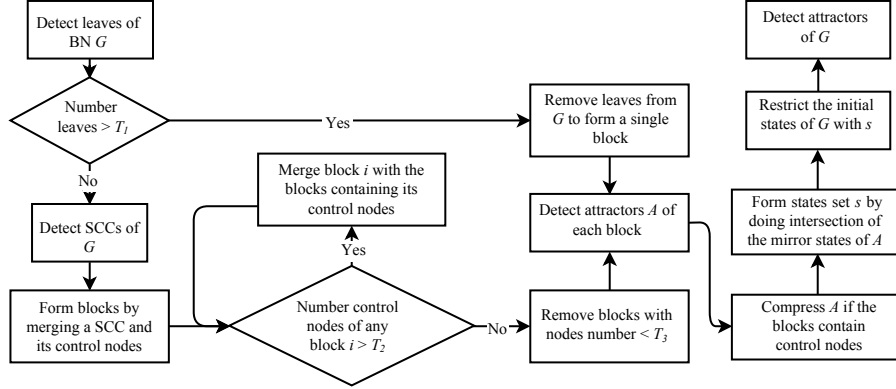 Detect leaves of
BN G
Number
leaves > T1
Yes
No
Detect SCCs of
G
Form blocks by
merging a SCC and
its control nodes
Merge block i with the
blocks containing its
control nodes
Yes
Number control
nodes of any
block i > T2
No
Remove leaves from
G to form a single
block
Detect attractors A of
each block
Remove blocks with
nodes number < T3
Detect attractors
of G
Restrict the initial
states of G with s
Form states set s by
doing intersection of
the mirror states of A
Compress A if the
blocks contain
control nodes